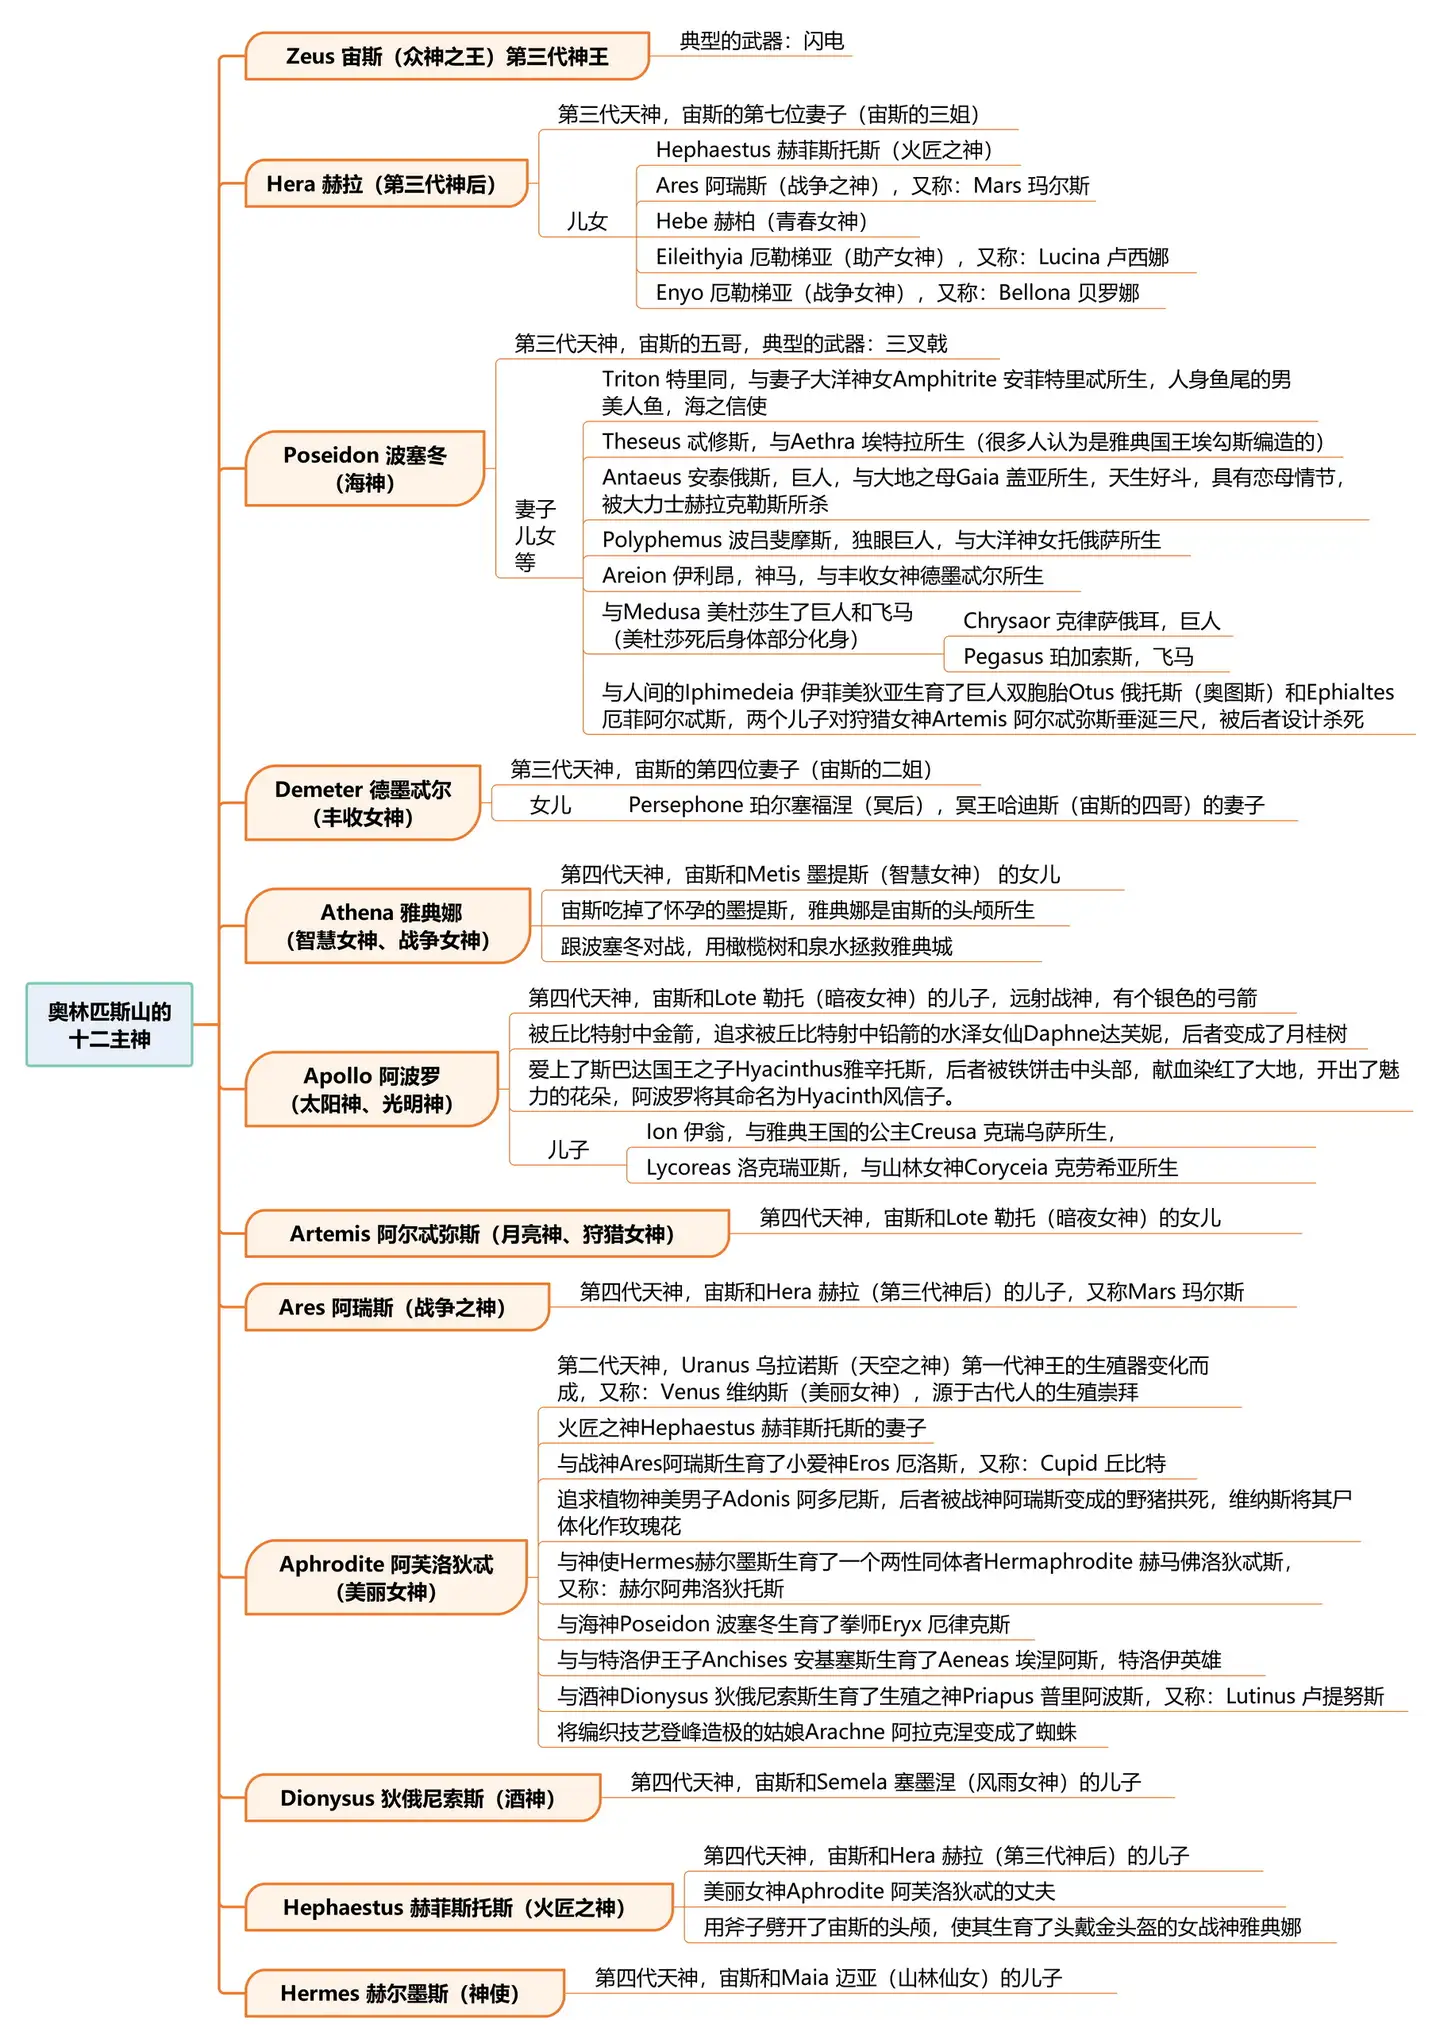 Zeus 宙斯（众神之王）第三代神王
典型的武器：闪电
Hera 赫拉（第三代神后）
第三代天神，宙斯的第七位妻子（宙斯的三姐）
儿女
Hephaestus 赫菲斯托斯（火匠之神）
Ares 阿瑞斯（战争之神），又称：Mars 玛尔斯
Hebe 赫柏（青春女神）
Eileithyia 厄勒梯亚（助产女神），又称：Lucina 卢西娜
Enyo 厄勒梯亚（战争女神），又称：Bellona 贝罗娜
Poseidon 波塞冬
（海神）
第三代天神，宙斯的五哥，典型的武器：三叉戟
妻子
儿女
等
Triton 特里同，与妻子大洋神女Amphitrite 安菲特里忒所生，人身鱼尾的男
美人鱼，海之信使
Theseus 忒修斯，与Aethra 埃特拉所生（很多人认为是雅典国王埃勾斯编造的）
Antaeus 安泰俄斯，巨人，与大地之母Gaia 盖亚所生，天生好斗，具有恋母情节，
被大力士赫拉克勒斯所杀
Polyphemus 波吕斐摩斯，独眼巨人，与大洋神女托俄萨所生
Areion 伊利昂，神马，与丰收女神德墨忒尔所生
与Medusa 美杜莎生了巨人和飞马
（美杜莎死后身体部分化身）
Chrysaor 克律萨俄耳，巨人
Pegasus 珀加索斯，飞马
与人间的Iphimedeia 伊菲美狄亚生育了巨人双胞胎Otus 俄托斯（奥图斯）和Ephialtes
厄菲阿尔忒斯，两个儿子对狩猎女神Artemis 阿尔忒弥斯垂涎三尺，被后者设计杀死
Demeter 德墨忒尔
（丰收女神）
第三代天神，宙斯的第四位妻子（宙斯的二姐）
女儿
Persephone 珀尔塞福涅（冥后），冥王哈迪斯（宙斯的四哥）的妻子
Athena 雅典娜
（智慧女神、战争女神）
第四代天神，宙斯和Metis 墨提斯（智慧女神） 的女儿
宙斯吃掉了怀孕的墨提斯，雅典娜是宙斯的头颅所生
跟波塞冬对战，用橄榄树和泉水拯救雅典城
奥林匹斯山的
十二主神
Apollo 阿波罗
（太阳神、光明神）
第四代天神，宙斯和Lote 勒托（暗夜女神）的儿子，远射战神，有个银色的弓箭
被丘比特射中金箭，追求被丘比特射中铅箭的水泽女仙Daphne达芙妮，后者变成了月桂树
爱上了斯巴达国王之子Hyacinthus雅辛托斯，后者被铁饼击中头部，献血染红了大地，开出了魅
力的花朵，阿波罗将其命名为Hyacinth风信子。
儿子
Ion 伊翁，与雅典王国的公主Creusa 克瑞乌萨所生，
Lycoreas 洛克瑞亚斯，与山林女神Coryceia 克劳希亚所生
Artemis 阿尔忒弥斯（月亮神、狩猎女神）
第四代天神，宙斯和Lote 勒托（暗夜女神）的女儿
Ares 阿瑞斯（战争之神）
第四代天神，宙斯和Hera 赫拉（第三代神后）的儿子，又称Mars 玛尔斯
Aphrodite 阿芙洛狄忒
（美丽女神）
第二代天神，Uranus 乌拉诺斯（天空之神）第一代神王的生殖器变化而
成，又称：Venus 维纳斯（美丽女神），源于古代人的生殖崇拜
火匠之神Hephaestus 赫菲斯托斯的妻子
与战神Ares阿瑞斯生育了小爱神Eros 厄洛斯，又称：Cupid 丘比特
追求植物神美男子Adonis 阿多尼斯，后者被战神阿瑞斯变成的野猪拱死，维纳斯将其尸
体化作玫瑰花
与神使Hermes赫尔墨斯生育了一个两性同体者Hermaphrodite 赫马佛洛狄忒斯，
又称：赫尔阿弗洛狄托斯
与海神Poseidon 波塞冬生育了拳师Eryx 厄律克斯
与与特洛伊王子Anchises 安基塞斯生育了Aeneas 埃涅阿斯，特洛伊英雄
与酒神Dionysus 狄俄尼索斯生育了生殖之神Priapus 普里阿波斯，又称：Lutinus 卢提努斯
将编织技艺登峰造极的姑娘Arachne 阿拉克涅变成了蜘蛛
Dionysus 狄俄尼索斯（酒神）
第四代天神，宙斯和Semela 塞墨涅（风雨女神）的儿子
Hephaestus 赫菲斯托斯（火匠之神）
第四代天神，宙斯和Hera 赫拉（第三代神后）的儿子
美丽女神Aphrodite 阿芙洛狄忒的丈夫
用斧子劈开了宙斯的头颅，使其生育了头戴金头盔的女战神雅典娜
Hermes 赫尔墨斯（神使）
第四代天神，宙斯和Maia 迈亚（山林仙女）的儿子